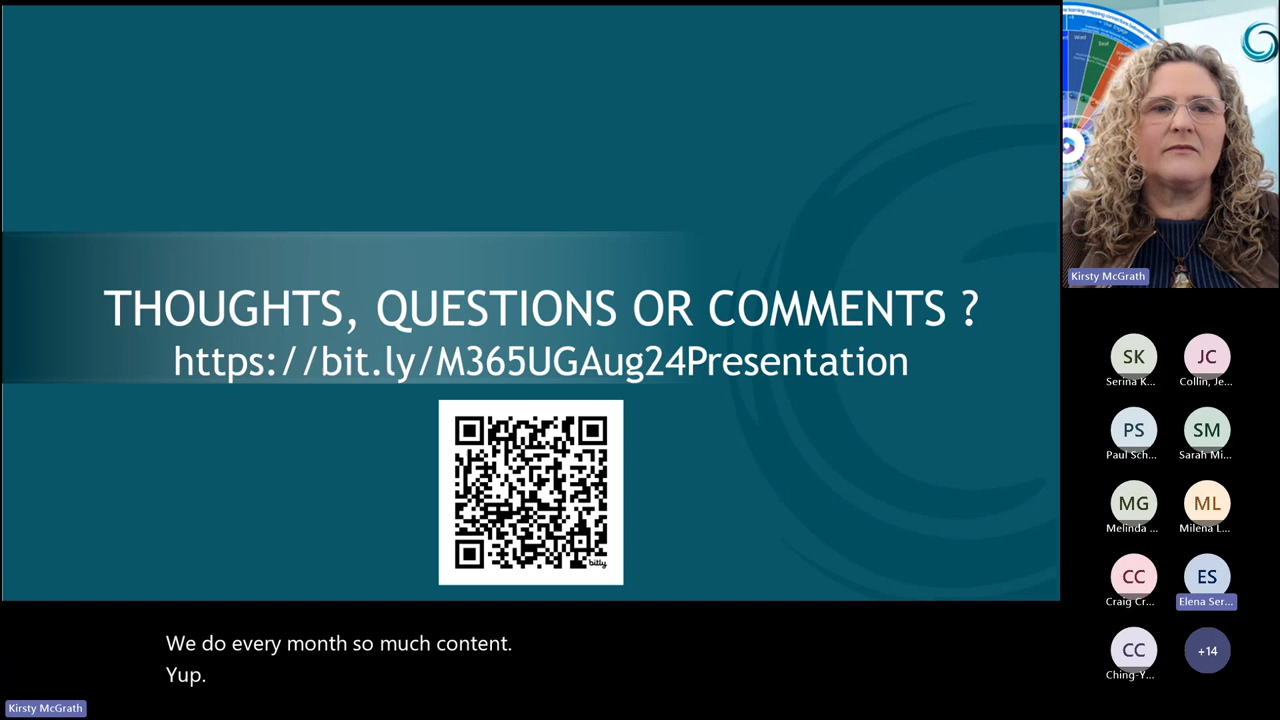 THOUGHTS, QUESTIONS OR COMMENTS ?
https://bit.ly/M365UGAug24Presentation
bitly
We do every month so much content.
Yup.
Kirsty McGrath
Word
Kirsty McGrath
SK
JC
Serina K...
Collin, Je...
PS
SM
Paul Sch...
Sarah Mi...
MG
ML
Melinda ...
Milena L...
CC
ES
Craig Cr...
Elena Ser...
CC
+14
Ching-Y...